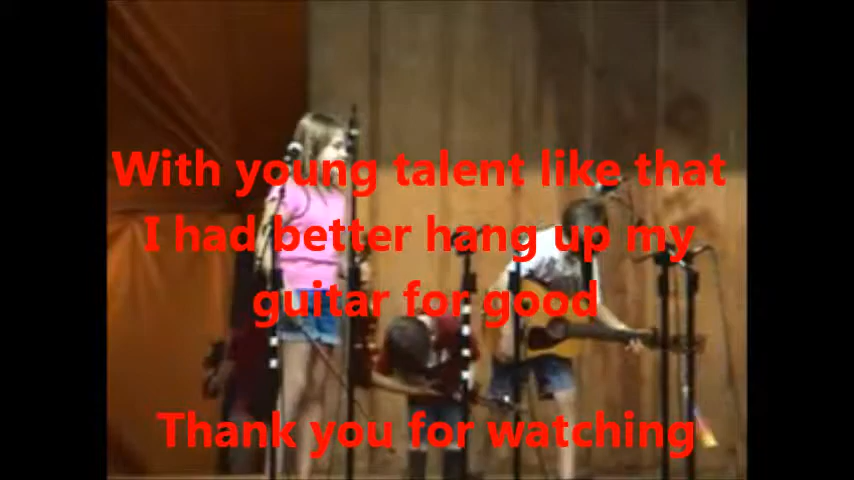 With young talent like that
I had better hang up my
guitar for good
Thank you for watching